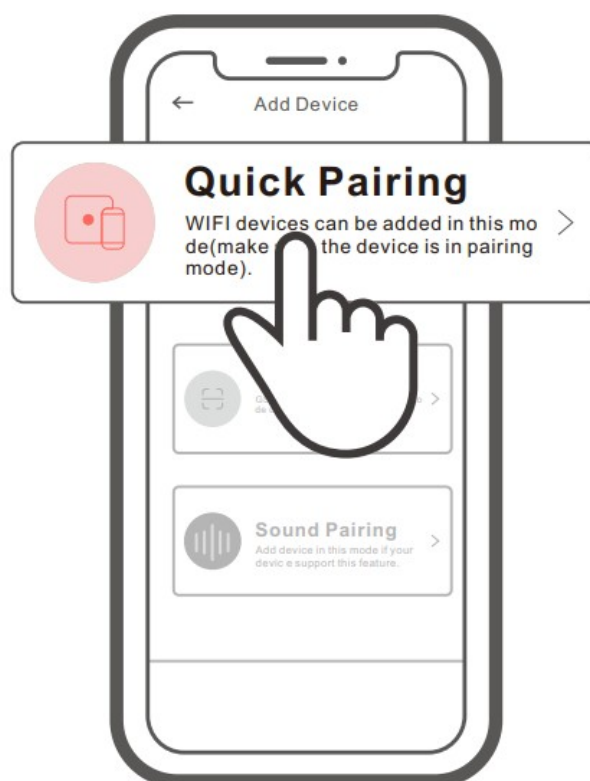 Add Device
Quick Pairing
WIFI devices can be added in this mo
de(make the device is in pairing
mode).
de
Sound Pairing
Add device in this mode if your
devic e support this feature.